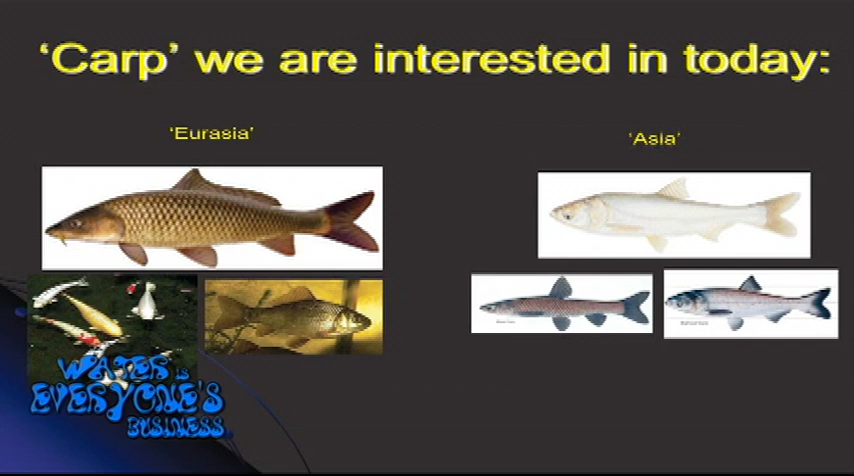 ‘Carp’ we are interested in today:
‘Eurasia’
‘Asia’
WATER IS
EVERYONE'S
BUSINESS